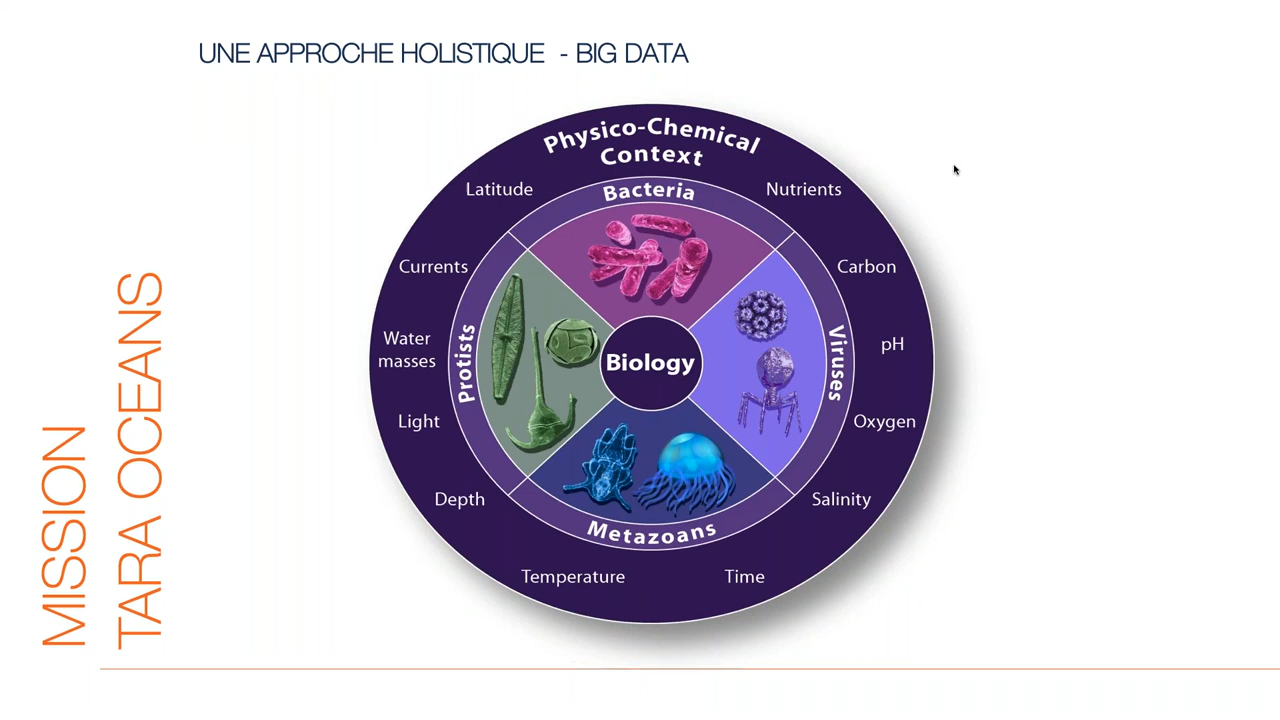 UNE APPROCHE HOLISTIQUE - BIG DATA
Physico-Chemical
Context
Latitude
Nutrients
Bacteria
Currents
Carbon
Water
masses
Protists
Biology
Viruses
pH
Light
Oxygen
Depth
Salinity
Metazoans
Temperature
Time
MISSION
TARA OCEANS